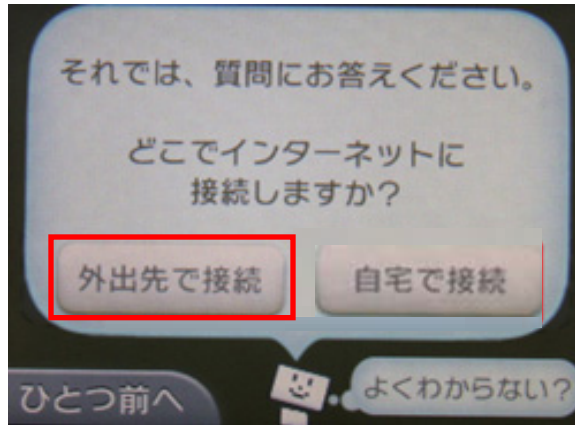 それでは、質問にお答えください。
どこでインターネットに
接続しますか？
外出先で接続
自宅で接続
ひとつ前へ
よくわからない？